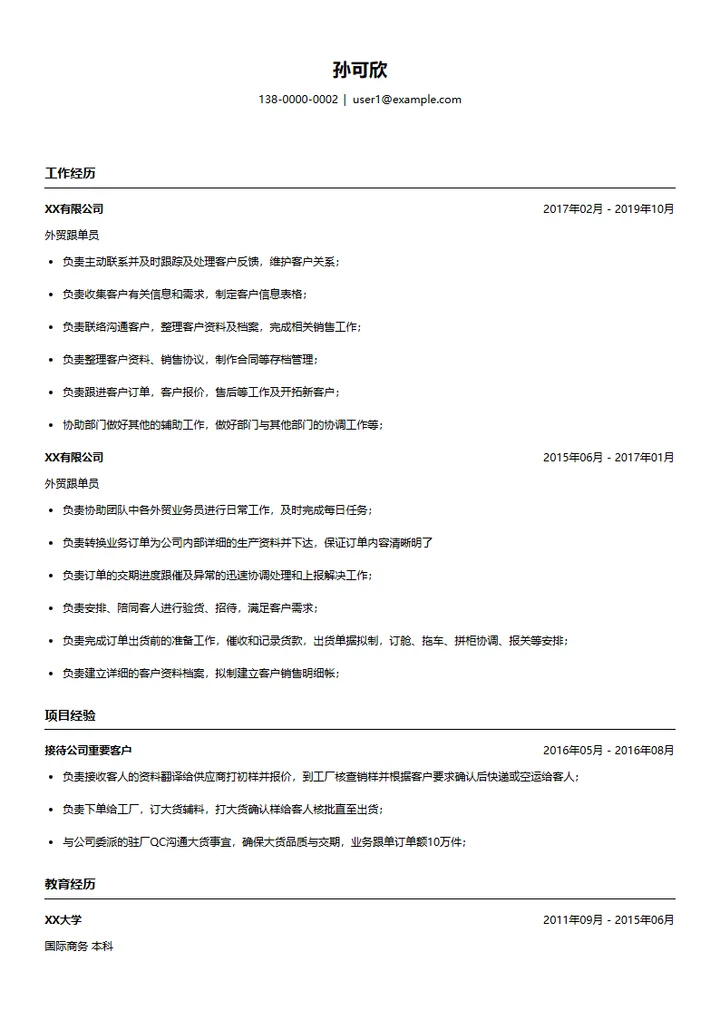 孙可欣
138-0000-0002 | user1@example.com
工作经历
XX有限公司 2017年02月 - 2019年10月
外贸跟单员
• 负责主动联系并及时跟踪及处理客户反馈，维护客户关系；
• 负责收集客户有关信息和需求，制定客户信息表格；
• 负责联络沟通客户，整理客户资料及档案，完成相关销售工作；
• 负责整理客户资料、销售协议，制作合同等存档管理；
• 负责跟进客户订单，客户报价，售后等工作及开拓新客户；
• 协助部门做好其他的辅助工作，做好部门与其他部门的协调工作等；
XX有限公司 2015年06月 - 2017年01月
外贸跟单员
• 负责协助团队中各外贸业务员进行日常工作，及时完成每日任务；
• 负责转换业务订单为公司内部详细的生产资料并下达，保证订单内容清晰明了
• 负责订单的交期进度跟催及异常的迅速协调处理和上报解决工作；
• 负责安排、陪同客人进行验货、招待，满足客户需求；
• 负责完成订单出货前的准备工作，催收和记录货款，出货单据拟制，订舱、拖车、拼柜协调、报关等安排；
• 负责建立详细的客户资料档案，拟制建立客户销售明细帐；
项目经验
接待公司重要客户 2016年05月 - 2016年08月
• 负责接收客人的资料翻译给供应商打初样并报价，到工厂核查销样并根据客户要求确认后快递或空运给客人；
• 负责下单给工厂，订大货辅料，打大货确认样给客人核批直至出货；
• 与公司委派的驻厂QC沟通大货事宜，确保大货品质与交期，业务跟单订单额10万件；
教育经历
XX大学 2011年09月 - 2015年06月
国际商务 本科